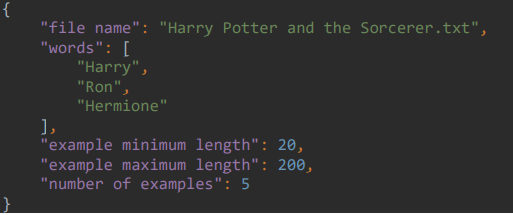 {
    "file name": "Harry Potter and the Sorcerer.txt",
    "words": [
        "Harry",
        "Ron",
        "Hermione"
    ],
    "example minimum length": 20,
    "example maximum length": 200,
    "number of examples": 5
}